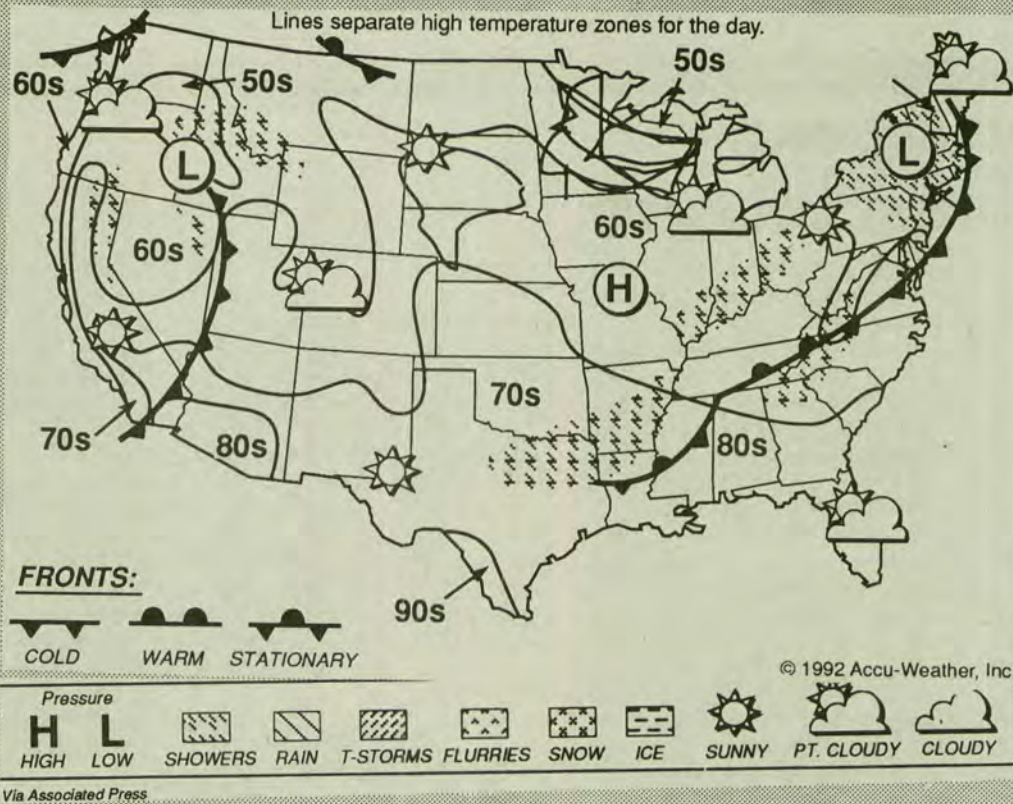 Lines separate high temperature zones for the day.
60s
50s
50s
L
L
60s
60s
H
70s
70s
80s
80s
90s
FRONTS:
COLD WARM STATIONARY
© 1992 Accu-Weather, Inc
Pressure
H L
HIGH LOW SHOWERS RAIN T-STORMS FLURRIES SNOW ICE SUNNY PT. CLOUDY CLOUDY
Via Associated Press